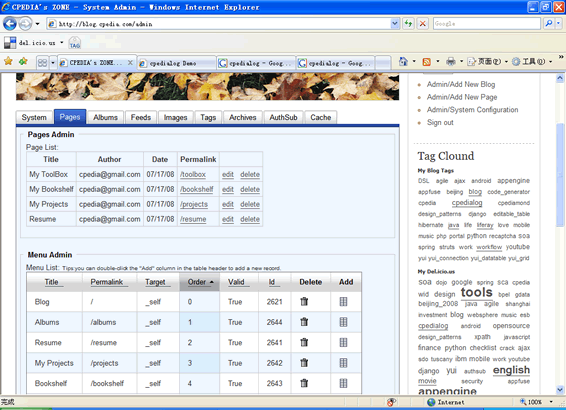 CPEDIA's ZONE - System Admin - Windows Internet Explorer
http://blog.cpedia.com/admin
Google
del.icio.us TAG
CPEDIA's ZONE... cpedialog Demo cpedialog - Goog... cpedialog - Goog... 页面(P) 工具(O)
System Pages Albums Feeds Images Tags Archives AuthSub Cache
Pages Admin
Page List:
Title Author Date Permalink
My ToolBox cpedia@gmail.com 07/17/08 /toolbox edit delete
My Bookshelf cpedia@gmail.com 07/17/08 /bookshelf edit delete
My Projects cpedia@gmail.com 07/17/08 /projects edit delete
Resume cpedia@gmail.com 07/17/08 /resume edit delete
Menu Admin
Menu List: Tips:you can double-click the "Add" column in the table header to add a new record.
Title Permalink Target Order Valid Id Delete Add
Blog / _self 0 True 2621
Albums /albums _self 1 True 2644
Resume /resume _self 2 True 2641
My Projects /projects _self 3 True 2642
Bookshelf /bookshelf _self 4 True 2643
Admin/Add New Blog
Admin/Add New Page
Admin/System Configuration
Sign out
Tag Clound
My Blog Tags
DSL agile ajax android appengine
appfuse beijing blog code_generator
cpedia cpedialog cpediamond
design_patterns django editable_table
hibernate java life liferay love mobile
music php portal python recaptcha soa
spring struts work workflow youtube
yui yui_connection yui_datatable yui_grid
My Del.icio.us
soa dojo google spring sca cpedia
wid design tools bpel gdata
beijing_2008 java agile shanghai
investment blog websphere music esb
cpedialog android opensource
design_patterns xpath javascript
finance python checklist crack ajax
sdo tuscany ibm mobile work youtube
django yui authsub english
movie security appfuse
appengine
完成 Internet 100%